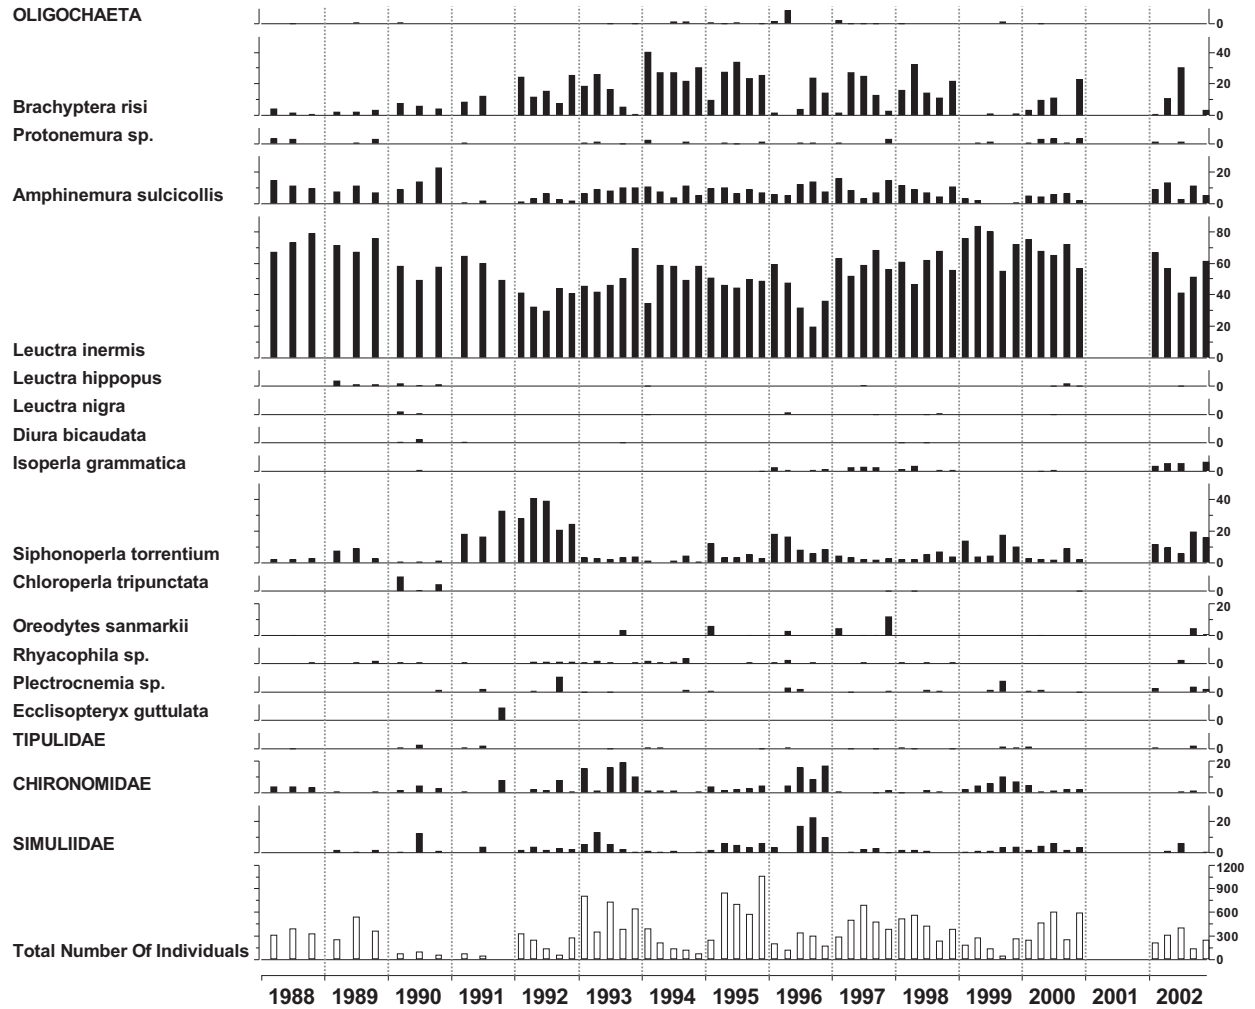 OLIGOCHAETA
0
40
20
Brachyptera risi
0
Protonemura sp.
0
20
Amphinemura sulcicollis
0
80
60
40
20
Leuctra inermis
0
Leuctra hippopus
0
Leuctra nigra
0
Diura bicaudata
0
Isoperla grammatica
0
40
20
Siphonoperla torrentium
0
Chloroperla tripunctata
0
20
Oreodytes sanmarkii
0
Rhyacophila sp.
0
Plectrocnemia sp.
0
Ecclisopteryx guttulata
0
TIPULIDAE
0
20
CHIRONOMIDAE
0
20
SIMULIIDAE
0
1200
900
600
300
Total Number Of Individuals
0
1988 1989 1990 1991 1992 1993 1994 1995 1996 1997 1998 1999 2000 2001 2002